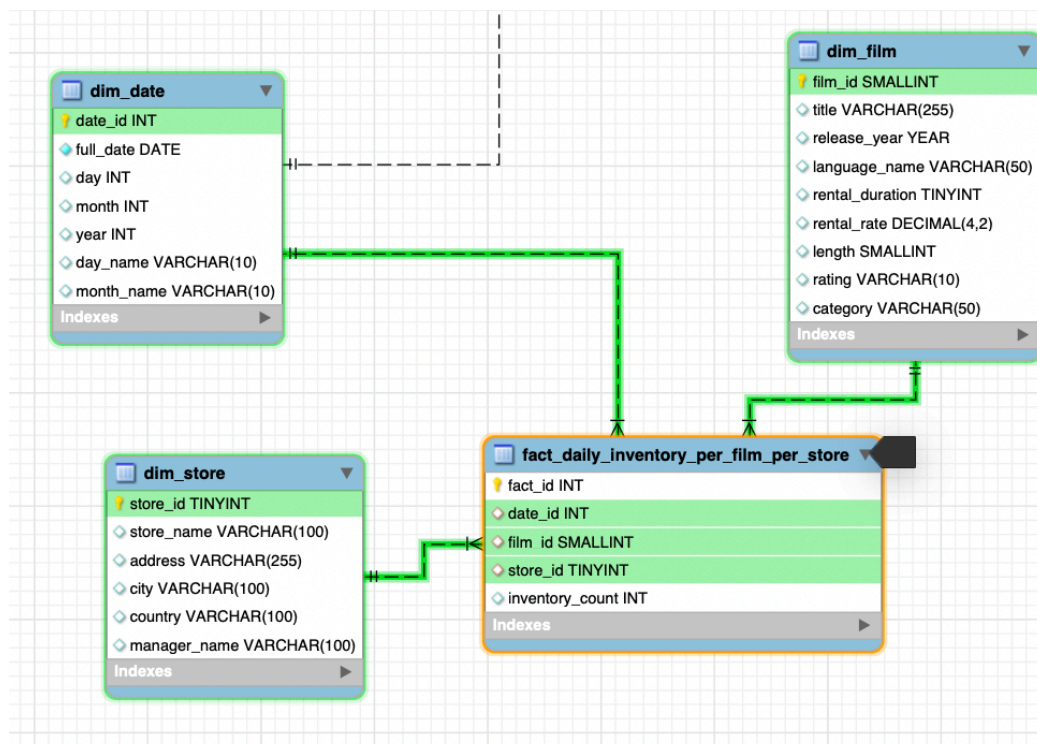 dim_date
date_id INT
full_date DATE
day INT
month INT
year INT
day_name VARCHAR(10)
month_name VARCHAR(10)
Indexes
dim_film
film_id SMALLINT
title VARCHAR(255)
release_year YEAR
language_name VARCHAR(50)
rental_duration TINYINT
rental_rate DECIMAL(4,2)
length SMALLINT
rating VARCHAR(10)
category VARCHAR(50)
Indexes
dim_store
store_id TINYINT
store_name VARCHAR(100)
address VARCHAR(255)
city VARCHAR(100)
country VARCHAR(100)
manager_name VARCHAR(100)
Indexes
fact_daily_inventory_per_film_per_store
fact_id INT
date_id INT
film_id SMALLINT
store_id TINYINT
inventory_count INT
Indexes